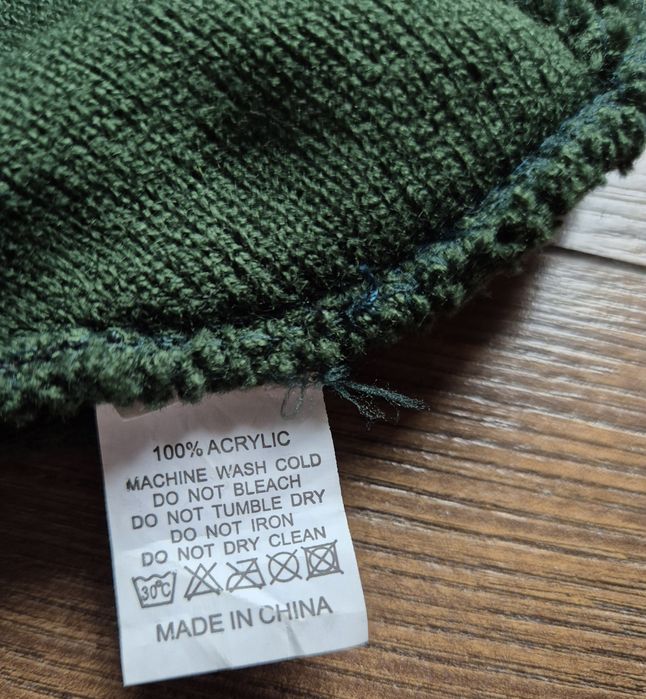 100% ACRYLIC
MACHINE WASH COLD
DO NOT BLEACH
DO NOT TUMBLE DRY
DO NOT IRON
DO NOT DRY CLEAN
30°C
MADE IN CHINA